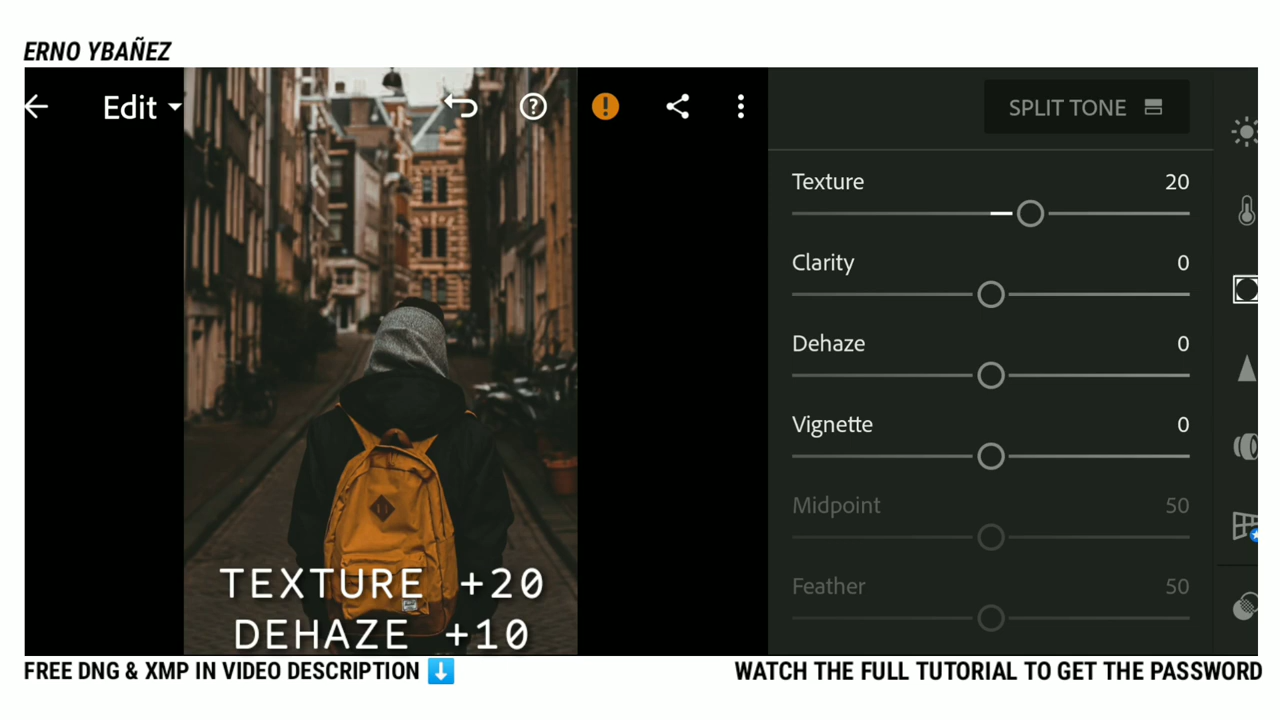 ERNO YBAÑEZ
Edit
SPLIT TONE
Texture 20
Clarity 0
Dehaze 0
Vignette 0
Midpoint 50
Feather 50
TEXTURE +20
DEHAZE +10
FREE DNG & XMP IN VIDEO DESCRIPTION
WATCH THE FULL TUTORIAL TO GET THE PASSWORD